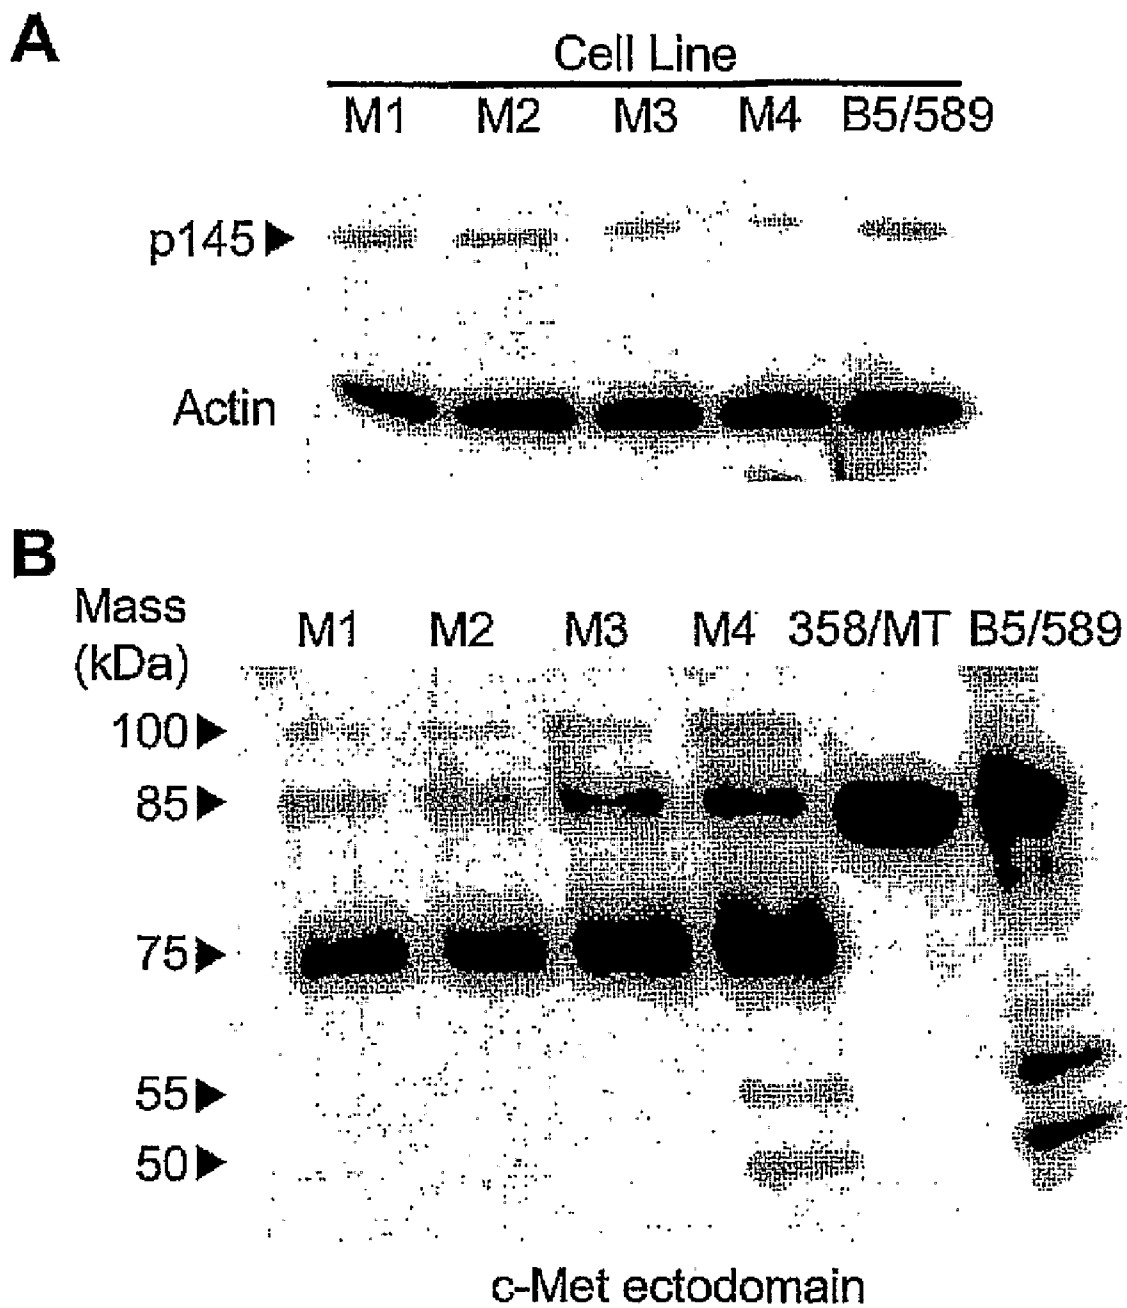 A
Cell Line
M1 M2 M3 M4 B5/589
p145
Actin
B
Mass
(kDa)
M1 M2 M3 M4 358/MT B5/589
100
85
75
55
50
c-Met ectodomain